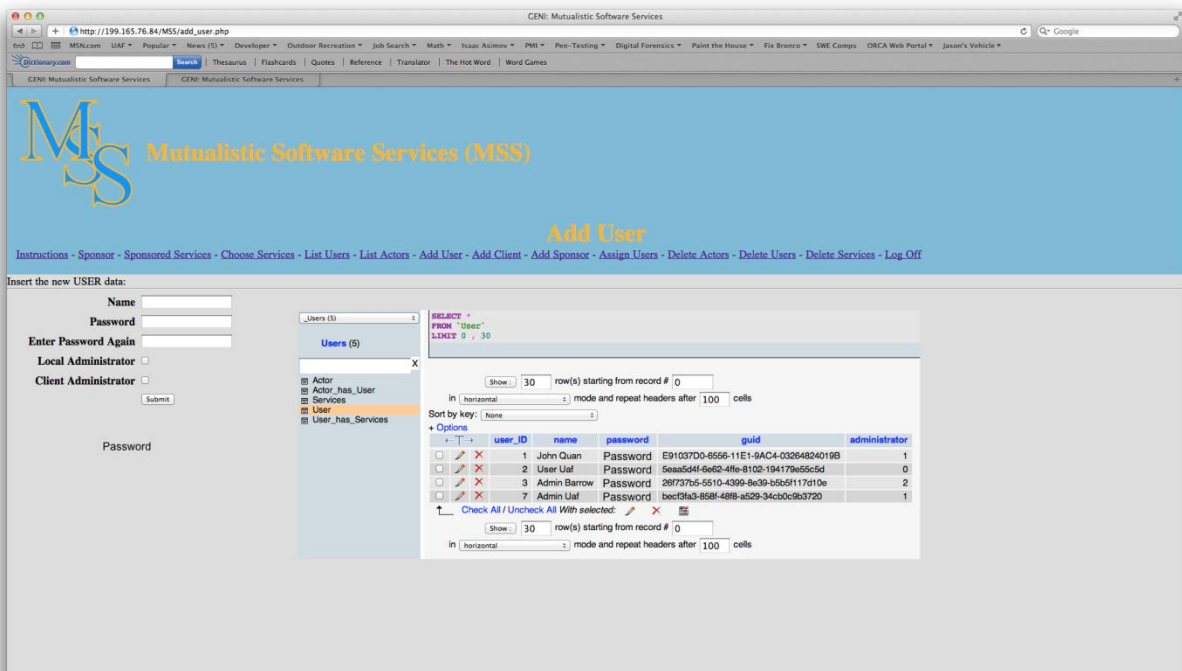 GENI: Mutualistic Software Services
+ http://199.165.76.84/MSS/add_user.php C Q Google
MSN.com UAF Popular News (5) Developer Outdoor Recreation Job Search Math Isaac Asimov PMI Pen-Testing Digital Forensics Paint the House Fix Bronco SWE Comps ORCA Web Portal Jason's Vehicle
Dictionary.com Search Thesaurus | Flashcards | Quotes | Reference | Translator | The Hot Word | Word Games
GENI: Mutualistic Software Services GENI: Mutualistic Software Services +
MSS
Mutualistic Software Services (MSS)
Add User
Instructions - Sponsor - Sponsored Services - Choose Services - List Users - List Actors - Add User - Add Client - Add Sponsor - Assign Users - Delete Actors - Delete Users - Delete Services - Log Off
Insert the new USER data:
Name
Password
Enter Password Again
Local Administrator
Client Administrator
Submit
Password
_Users (5)
Users (5)
X
Actor
Actor_has_User
Services
User
User_has_Services
SELECT *
FROM `User`
LIMIT 0 , 30
Show : 30 row(s) starting from record # 0
in horizontal mode and repeat headers after 100 cells
Sort by key: None
+ Options
←T→ user_ID name password guid administrator
1 John Quan Password E91037D0-6556-11E1-9AC4-03264824019B 1
2 User Uaf Password 5eaa5d4f-6e62-4ffe-8102-194179e55c5d 0
3 Admin Barrow Password 26f737b5-5510-4399-8e39-b5b5f117d10e 2
7 Admin Uaf Password becf3fa3-858f-48f8-a529-34cb0c9b3720 1
Check All / Uncheck All With selected:
Show : 30 row(s) starting from record # 0
in horizontal mode and repeat headers after 100 cells